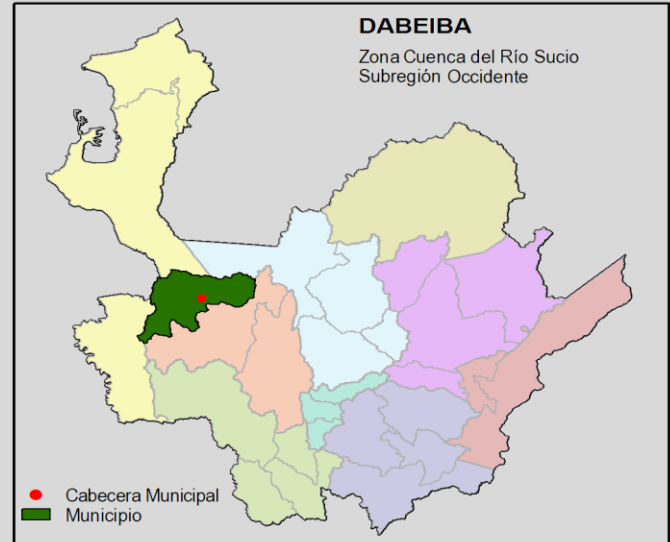 DABEIBA
Zona Cuenca del Río Sucio
Subregión Occidente
Cabecera Municipal
Municipio